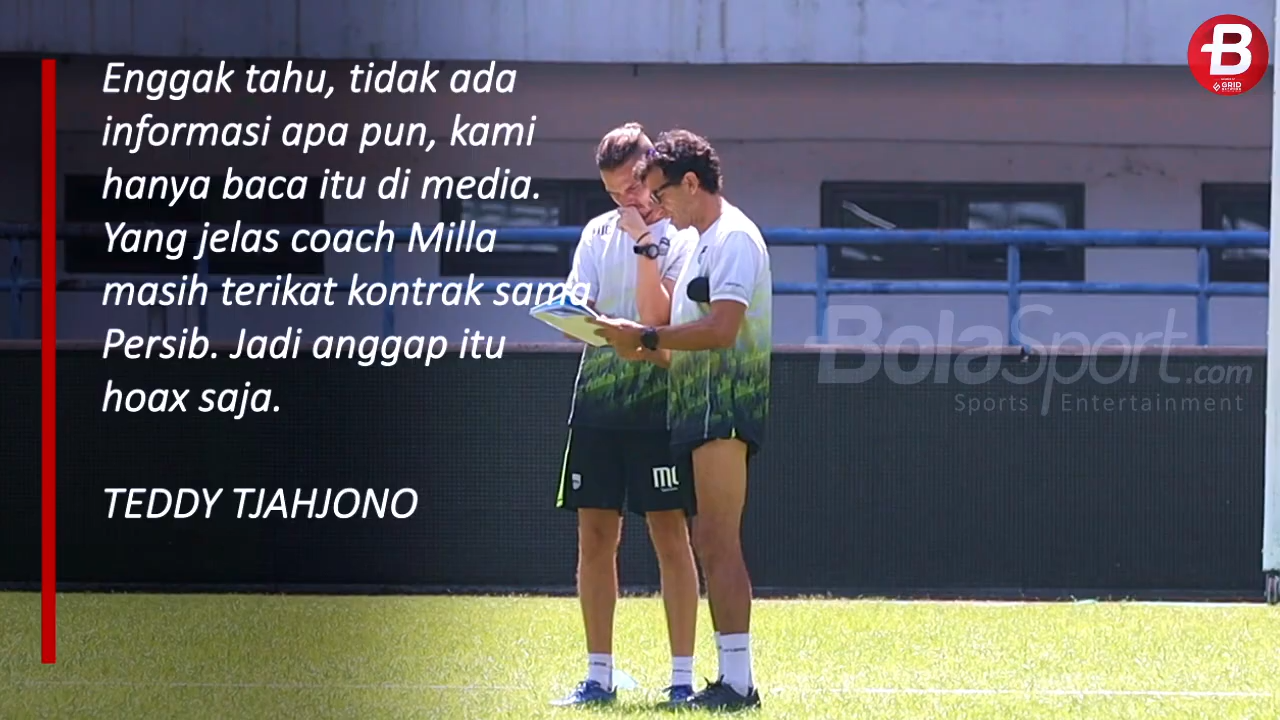 Enggak tahu, tidak ada
informasi apa pun, kami
hanya baca itu di media.
Yang jelas coach Milla
masih terikat kontrak sama
Persib. Jadi anggap itu
hoax saja.
TEDDY TJAHJONO
B
GRID
BolaSport.com
Sports Entertainment